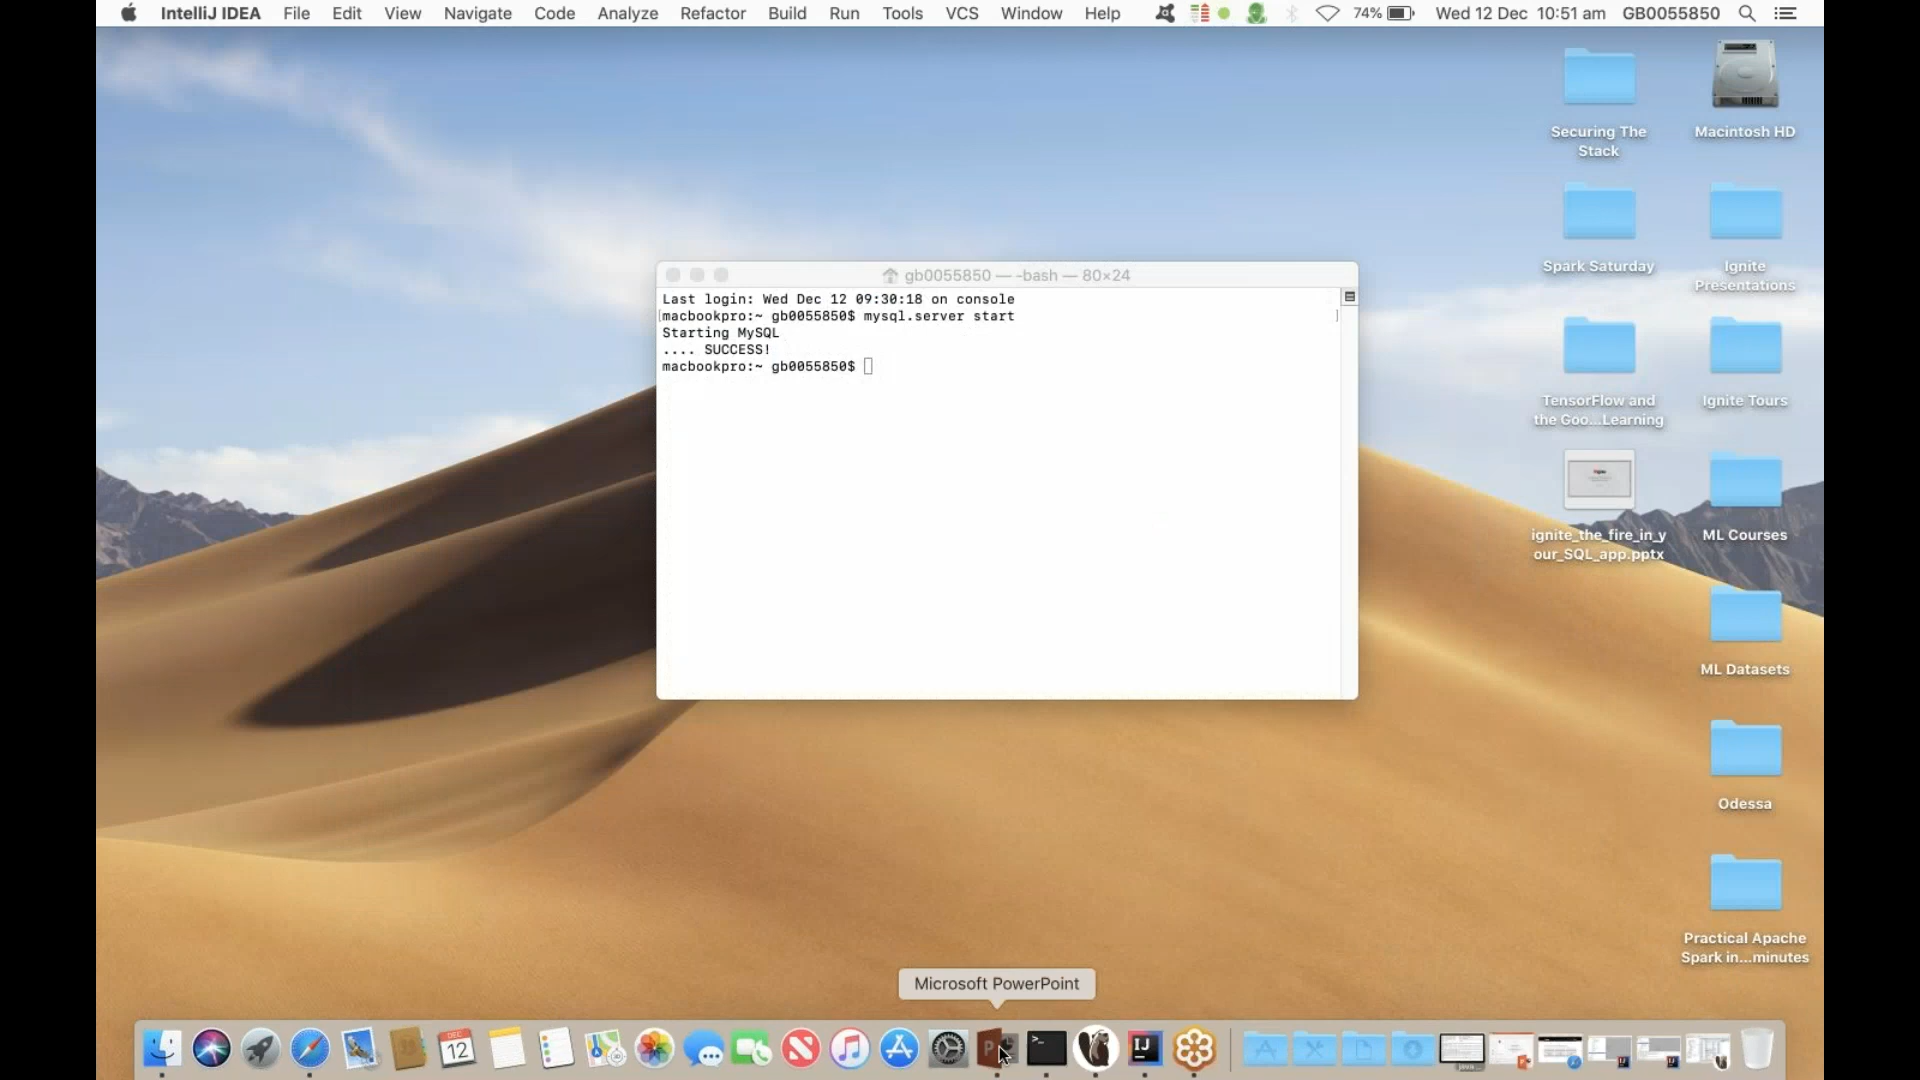 IntelliJ IDEA File Edit View Navigate Code Analyze Refactor Build Run Tools VCS Window Help 74% Wed 12 Dec 10:51 am GB0055850
Securing The
Stack
Macintosh HD
Spark Saturday
Ignite
Presentations
TensorFlow and
the Goo...Learning
Ignite Tours
ignite_the_fire_in_y
our_SQL_app.pptx
ML Courses
ML Datasets
Odessa
Practical Apache
Spark in...minutes
gb0055850 — -bash — 80×24
Last login: Wed Dec 12 09:30:18 on console
[macbookpro:~ gb0055850$ mysql.server start ]
Starting MySQL
.... SUCCESS!
macbookpro:~ gb0055850$
Microsoft PowerPoint
DEC
12
P
>_
IJ